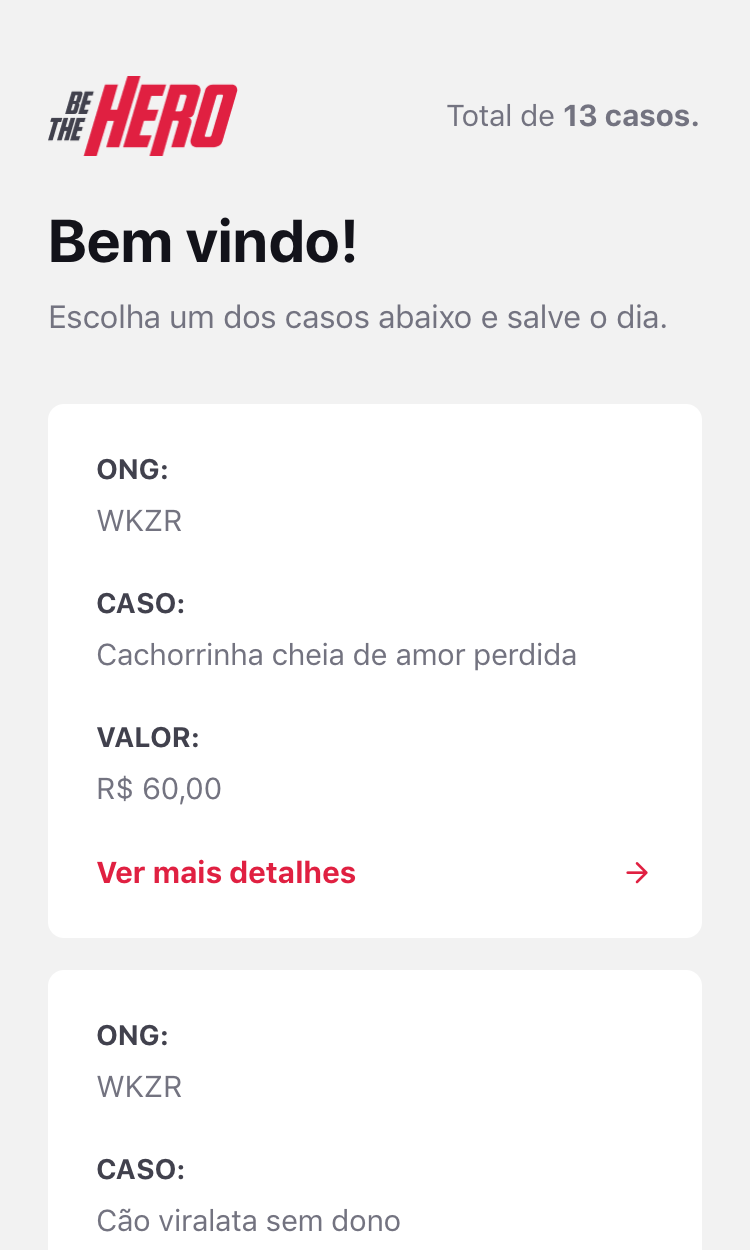 BE
THE HERO
Total de 13 casos.
Bem vindo!
Escolha um dos casos abaixo e salve o dia.
ONG:
WKZR
CASO:
Cachorrinha cheia de amor perdida
VALOR:
R$ 60,00
Ver mais detalhes
ONG:
WKZR
CASO:
Cão viralata sem dono